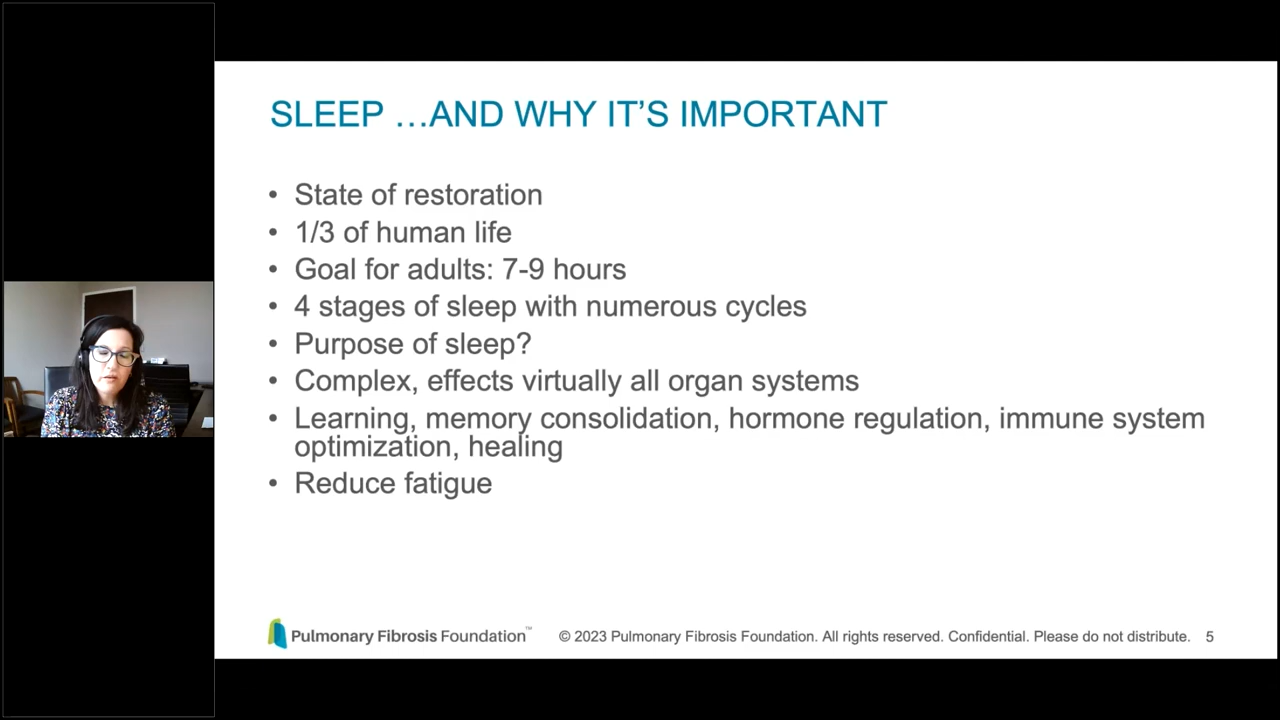 SLEEP …AND WHY IT'S IMPORTANT
• State of restoration
• 1/3 of human life
• Goal for adults: 7-9 hours
• 4 stages of sleep with numerous cycles
• Purpose of sleep?
• Complex, effects virtually all organ systems
• Learning, memory consolidation, hormone regulation, immune system
optimization, healing
• Reduce fatigue
Pulmonary Fibrosis Foundation™ © 2023 Pulmonary Fibrosis Foundation. All rights reserved. Confidential. Please do not distribute. 5